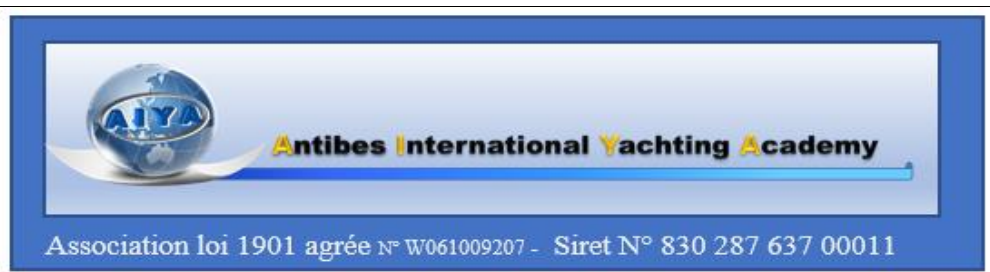 AIYA
Antibes International Yachting Academy
Association loi 1901 agrée N° W061009207 - Siret N° 830 287 637 00011